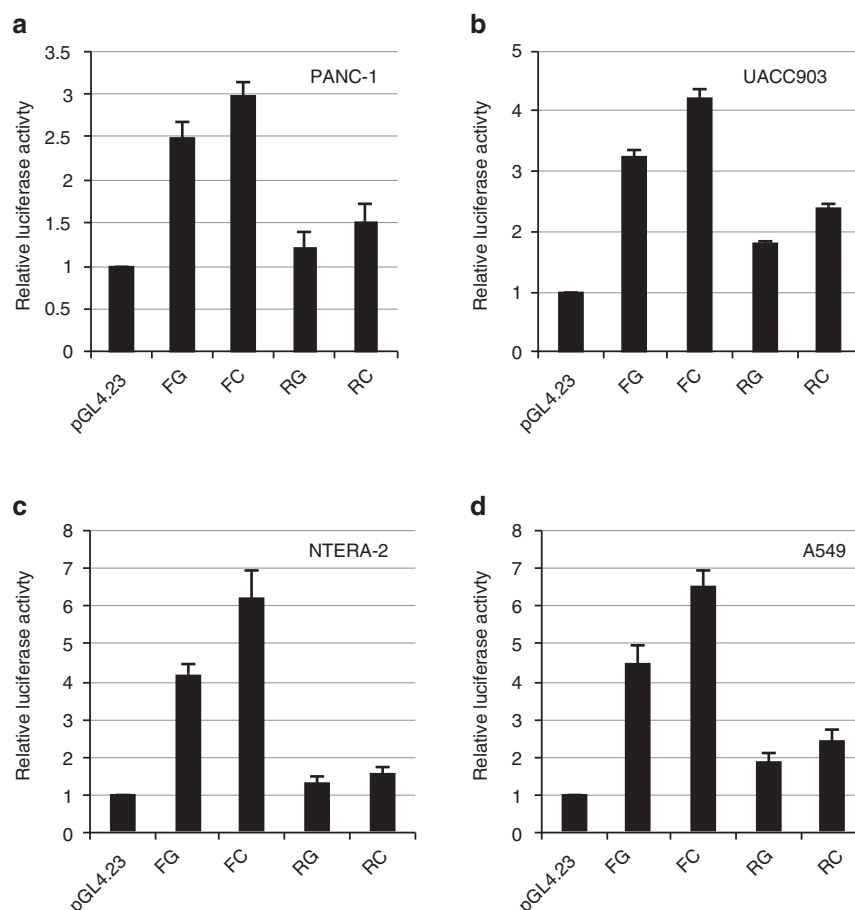 a
PANC-1
Relative luciferase activty
3.5
3
2.5
2
1.5
1
0.5
0
pGL4.23
FG
FC
RG
RC
b
UACC903
Relative luciferase activty
5
4
3
2
1
0
pGL4.23
FG
FC
RG
RC
c
NTERA-2
Relative luciferase activty
8
7
6
5
4
3
2
1
0
pGL4.23
FG
FC
RG
RC
d
A549
Relative luciferase activty
8
7
6
5
4
3
2
1
0
pGL4.23
FG
FC
RG
RC